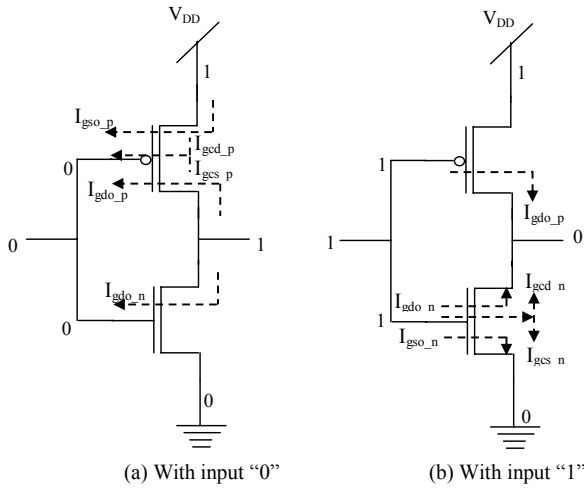 V_DD
1
I_gso_p
0
I_gcd_p
I_gcs_p
I_gdo_p
0
1
I_gdo_n
0
0
(a) With input “0”
V_DD
1
1
I_gdo_p
1
0
I_gdo_n
I_gcd_n
1
I_gso_n
I_gcs_n
0
(b) With input “1”